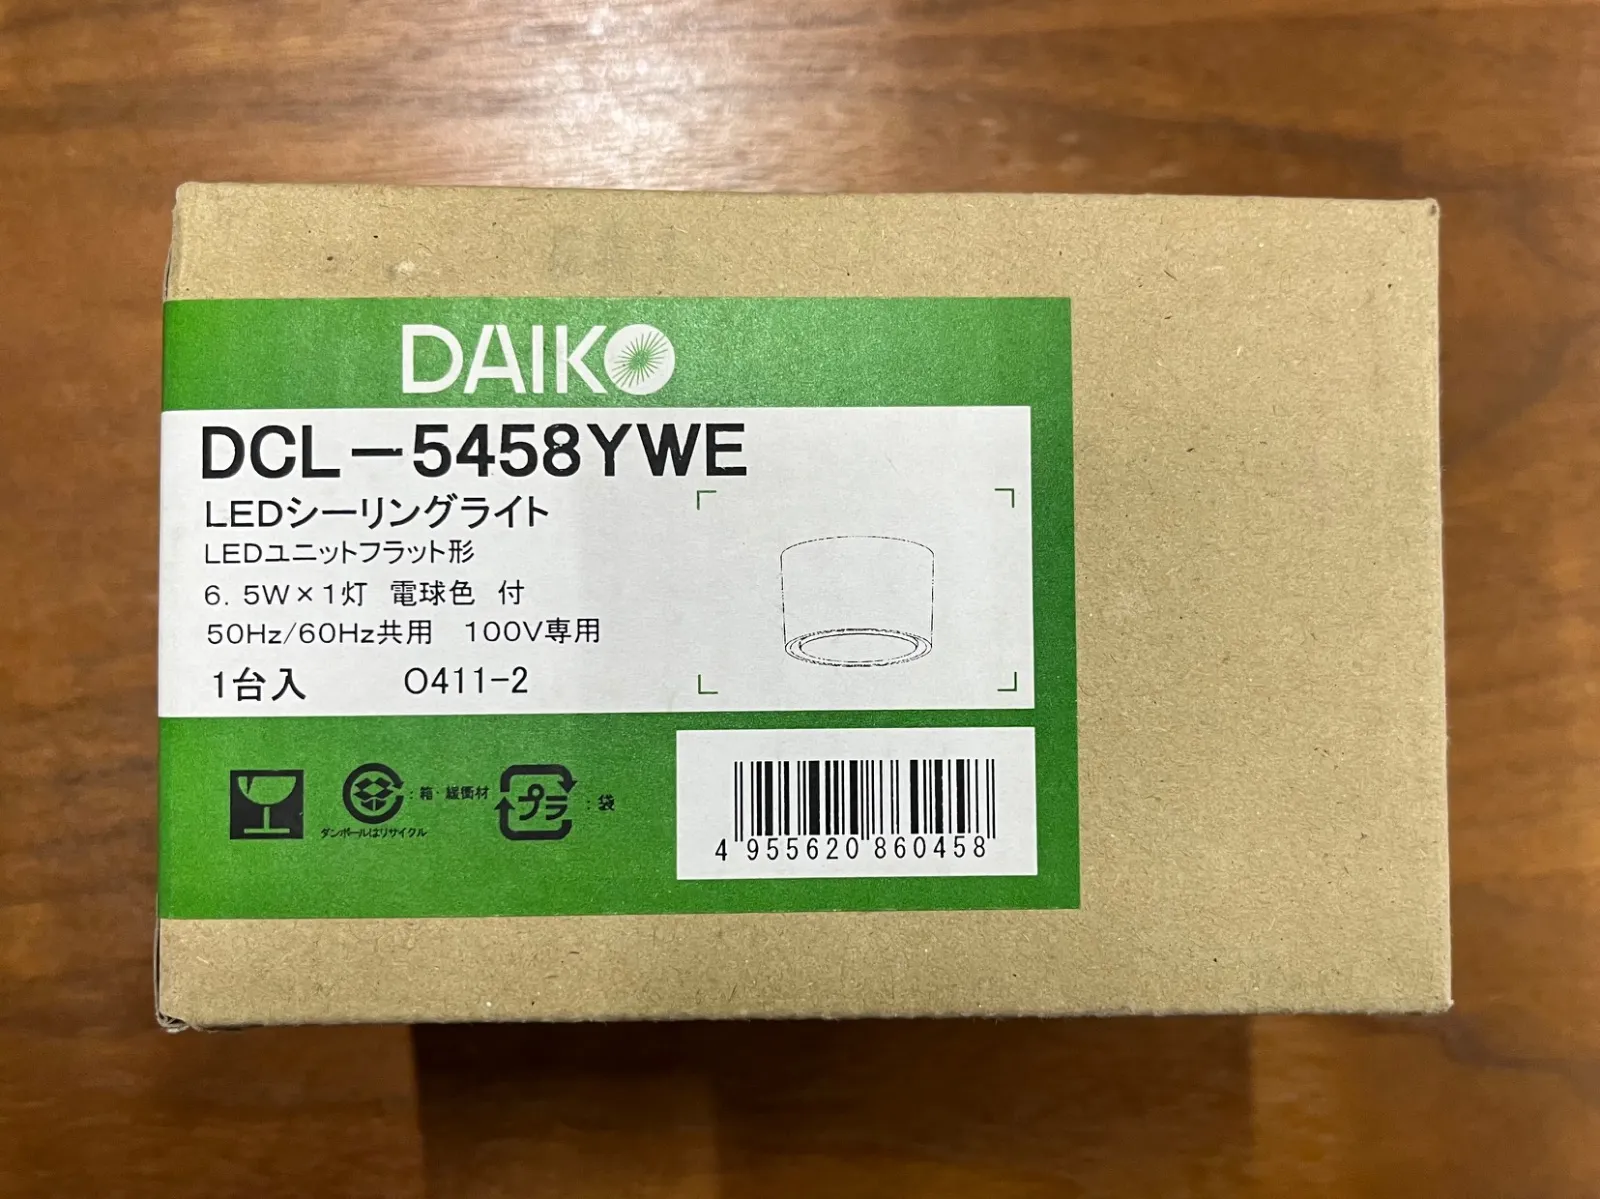 DAIKO
DCL-5458YWE
LEDシーリングライト
LEDユニットフラット形
6.5W×1灯 電球色 付
50Hz/60Hz共用 100V専用
1台入 O411-2
:箱・緩衝材
ダンボールはリサイクル
プラ
:袋
4 955620 860458